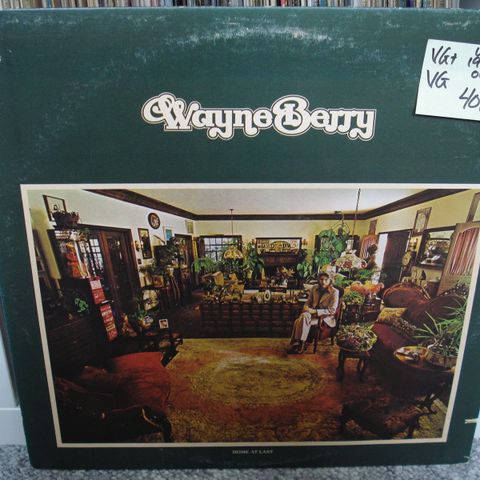 VG+
VG
Wayne Berry
HOME AT LAST